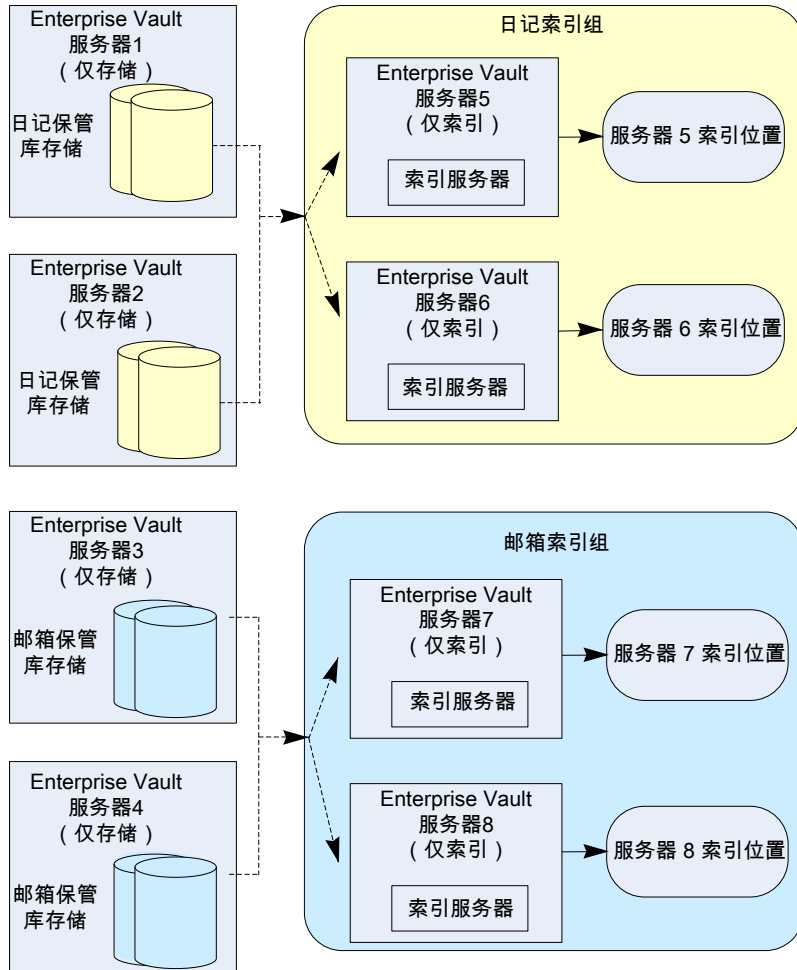 Enterprise Vault
服务器1
（仅存储）
日记保管
库存储
Enterprise Vault
服务器2
（仅存储）
日记保管
库存储
日记索引组
Enterprise Vault
服务器5
（仅索引）
索引服务器
服务器 5 索引位置
Enterprise Vault
服务器6
（仅索引）
索引服务器
服务器 6 索引位置
Enterprise Vault
服务器3
（仅存储）
邮箱保管
库存储
Enterprise Vault
服务器4
（仅存储）
邮箱保管
库存储
邮箱索引组
Enterprise Vault
服务器7
（仅索引）
索引服务器
服务器 7 索引位置
Enterprise Vault
服务器8
（仅索引）
索引服务器
服务器 8 索引位置